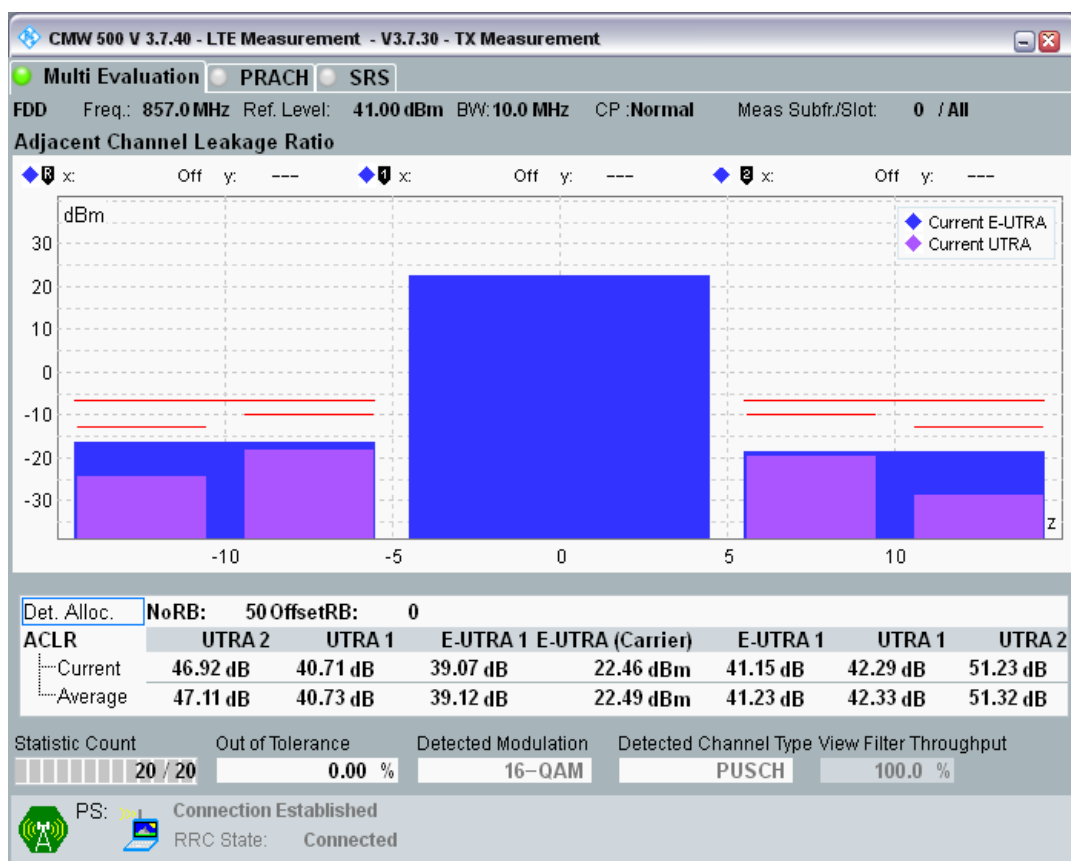 CMW 500 V 3.7.40 - LTE Measurement - V3.7.30 - TX Measurement
Multi Evaluation PRACH SRS
FDD Freq.: 857.0 MHz Ref. Level: 41.00 dBm BW: 10.0 MHz CP :Normal Meas Subfr./Slot: 0 / All
Adjacent Channel Leakage Ratio
R x: Off y: --- 1 x: Off y: --- 2 x: Off y: ---
dBm
Current E-UTRA
Current UTRA
30
20
10
0
-10
-20
-30
z
-10 -5 0 5 10
Det. Alloc. NoRB: 50 OffsetRB: 0
ACLR UTRA 2 UTRA 1 E-UTRA 1 E-UTRA (Carrier) E-UTRA 1 UTRA 1 UTRA 2
Current 46.92 dB 40.71 dB 39.07 dB 22.46 dBm 41.15 dB 42.29 dB 51.23 dB
Average 47.11 dB 40.73 dB 39.12 dB 22.49 dBm 41.23 dB 42.33 dB 51.32 dB
Statistic Count Out of Tolerance Detected Modulation Detected Channel Type View Filter Throughput
20 / 20 0.00 % 16-QAM PUSCH 100.0 %
PS: Connection Established
RRC State: Connected